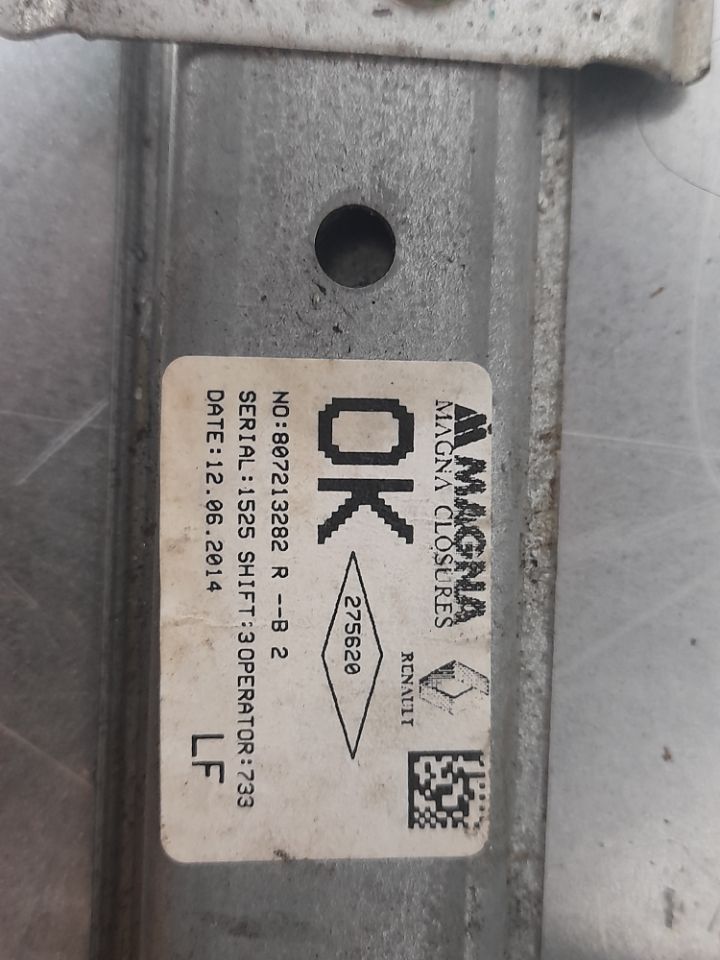 MAGNA
MAGNA CLOSURES
RENAULT
OK
275620
NO:807213282 R --B 2
SERIAL:1525 SHIFT:3OPERATOR:733
DATE:12.06.2014
LF